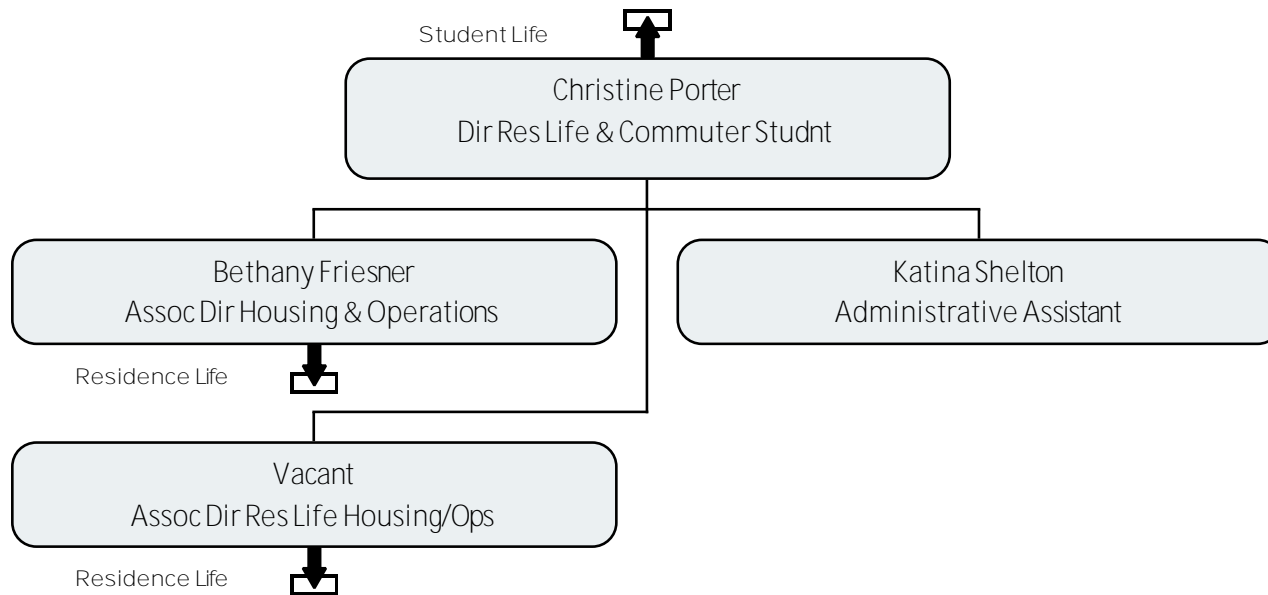 Student Life
Christine Porter
Dir Res Life & Commuter Studnt
Bethany Friesner
Assoc Dir Housing & Operations
Katina Shelton
Administrative Assistant
Residence Life
Vacant
Assoc Dir Res Life Housing/Ops
Residence Life